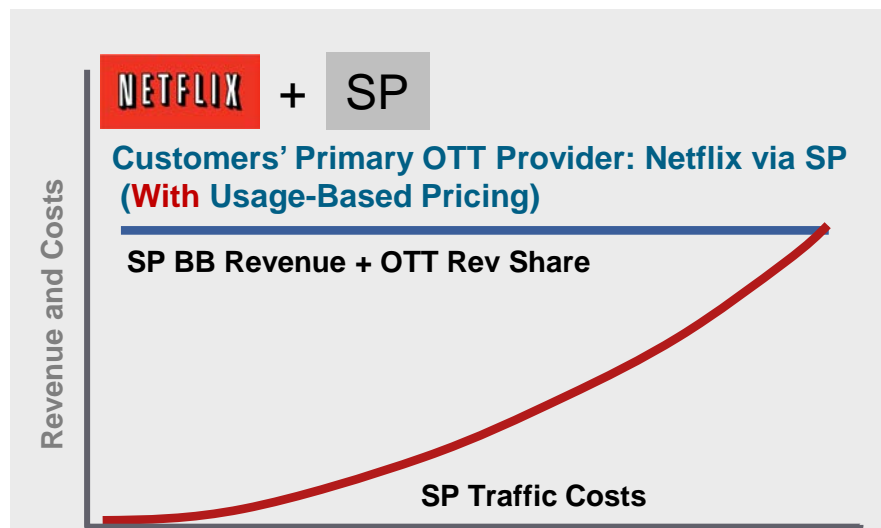 NETFLIX + SP
Customers’ Primary OTT Provider: Netflix via SP
(With Usage-Based Pricing)
SP BB Revenue + OTT Rev Share
Revenue and Costs
SP Traffic Costs